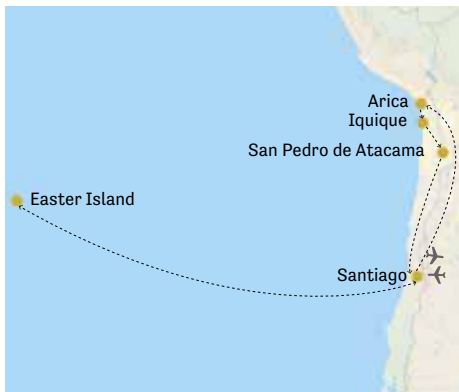 Arica
Iquique
San Pedro de Atacama
Easter Island
Santiago